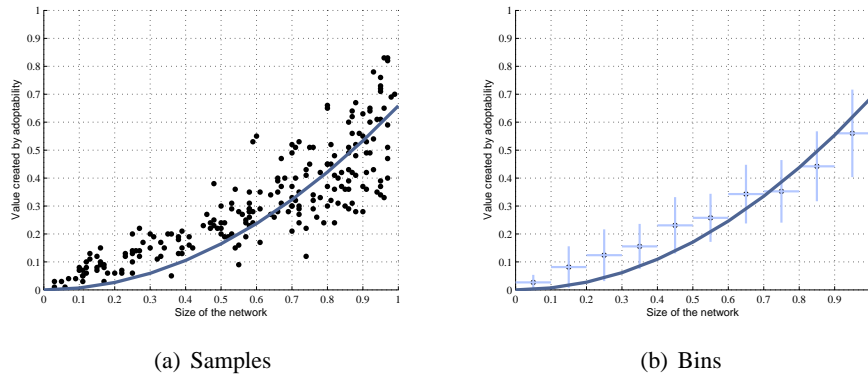 1
0.9
0.8
0.7
0.6
0.5
0.4
0.3
0.2
0.1
0
Value created by adoptability
0 0.1 0.2 0.3 0.4 0.5 0.6 0.7 0.8 0.9 1
Size of the network
(a) Samples
1
0.9
0.8
0.7
0.6
0.5
0.4
0.3
0.2
0.1
0
Value created by adoptability
0 0.1 0.2 0.3 0.4 0.5 0.6 0.7 0.8 0.9
Size of the network
(b) Bins